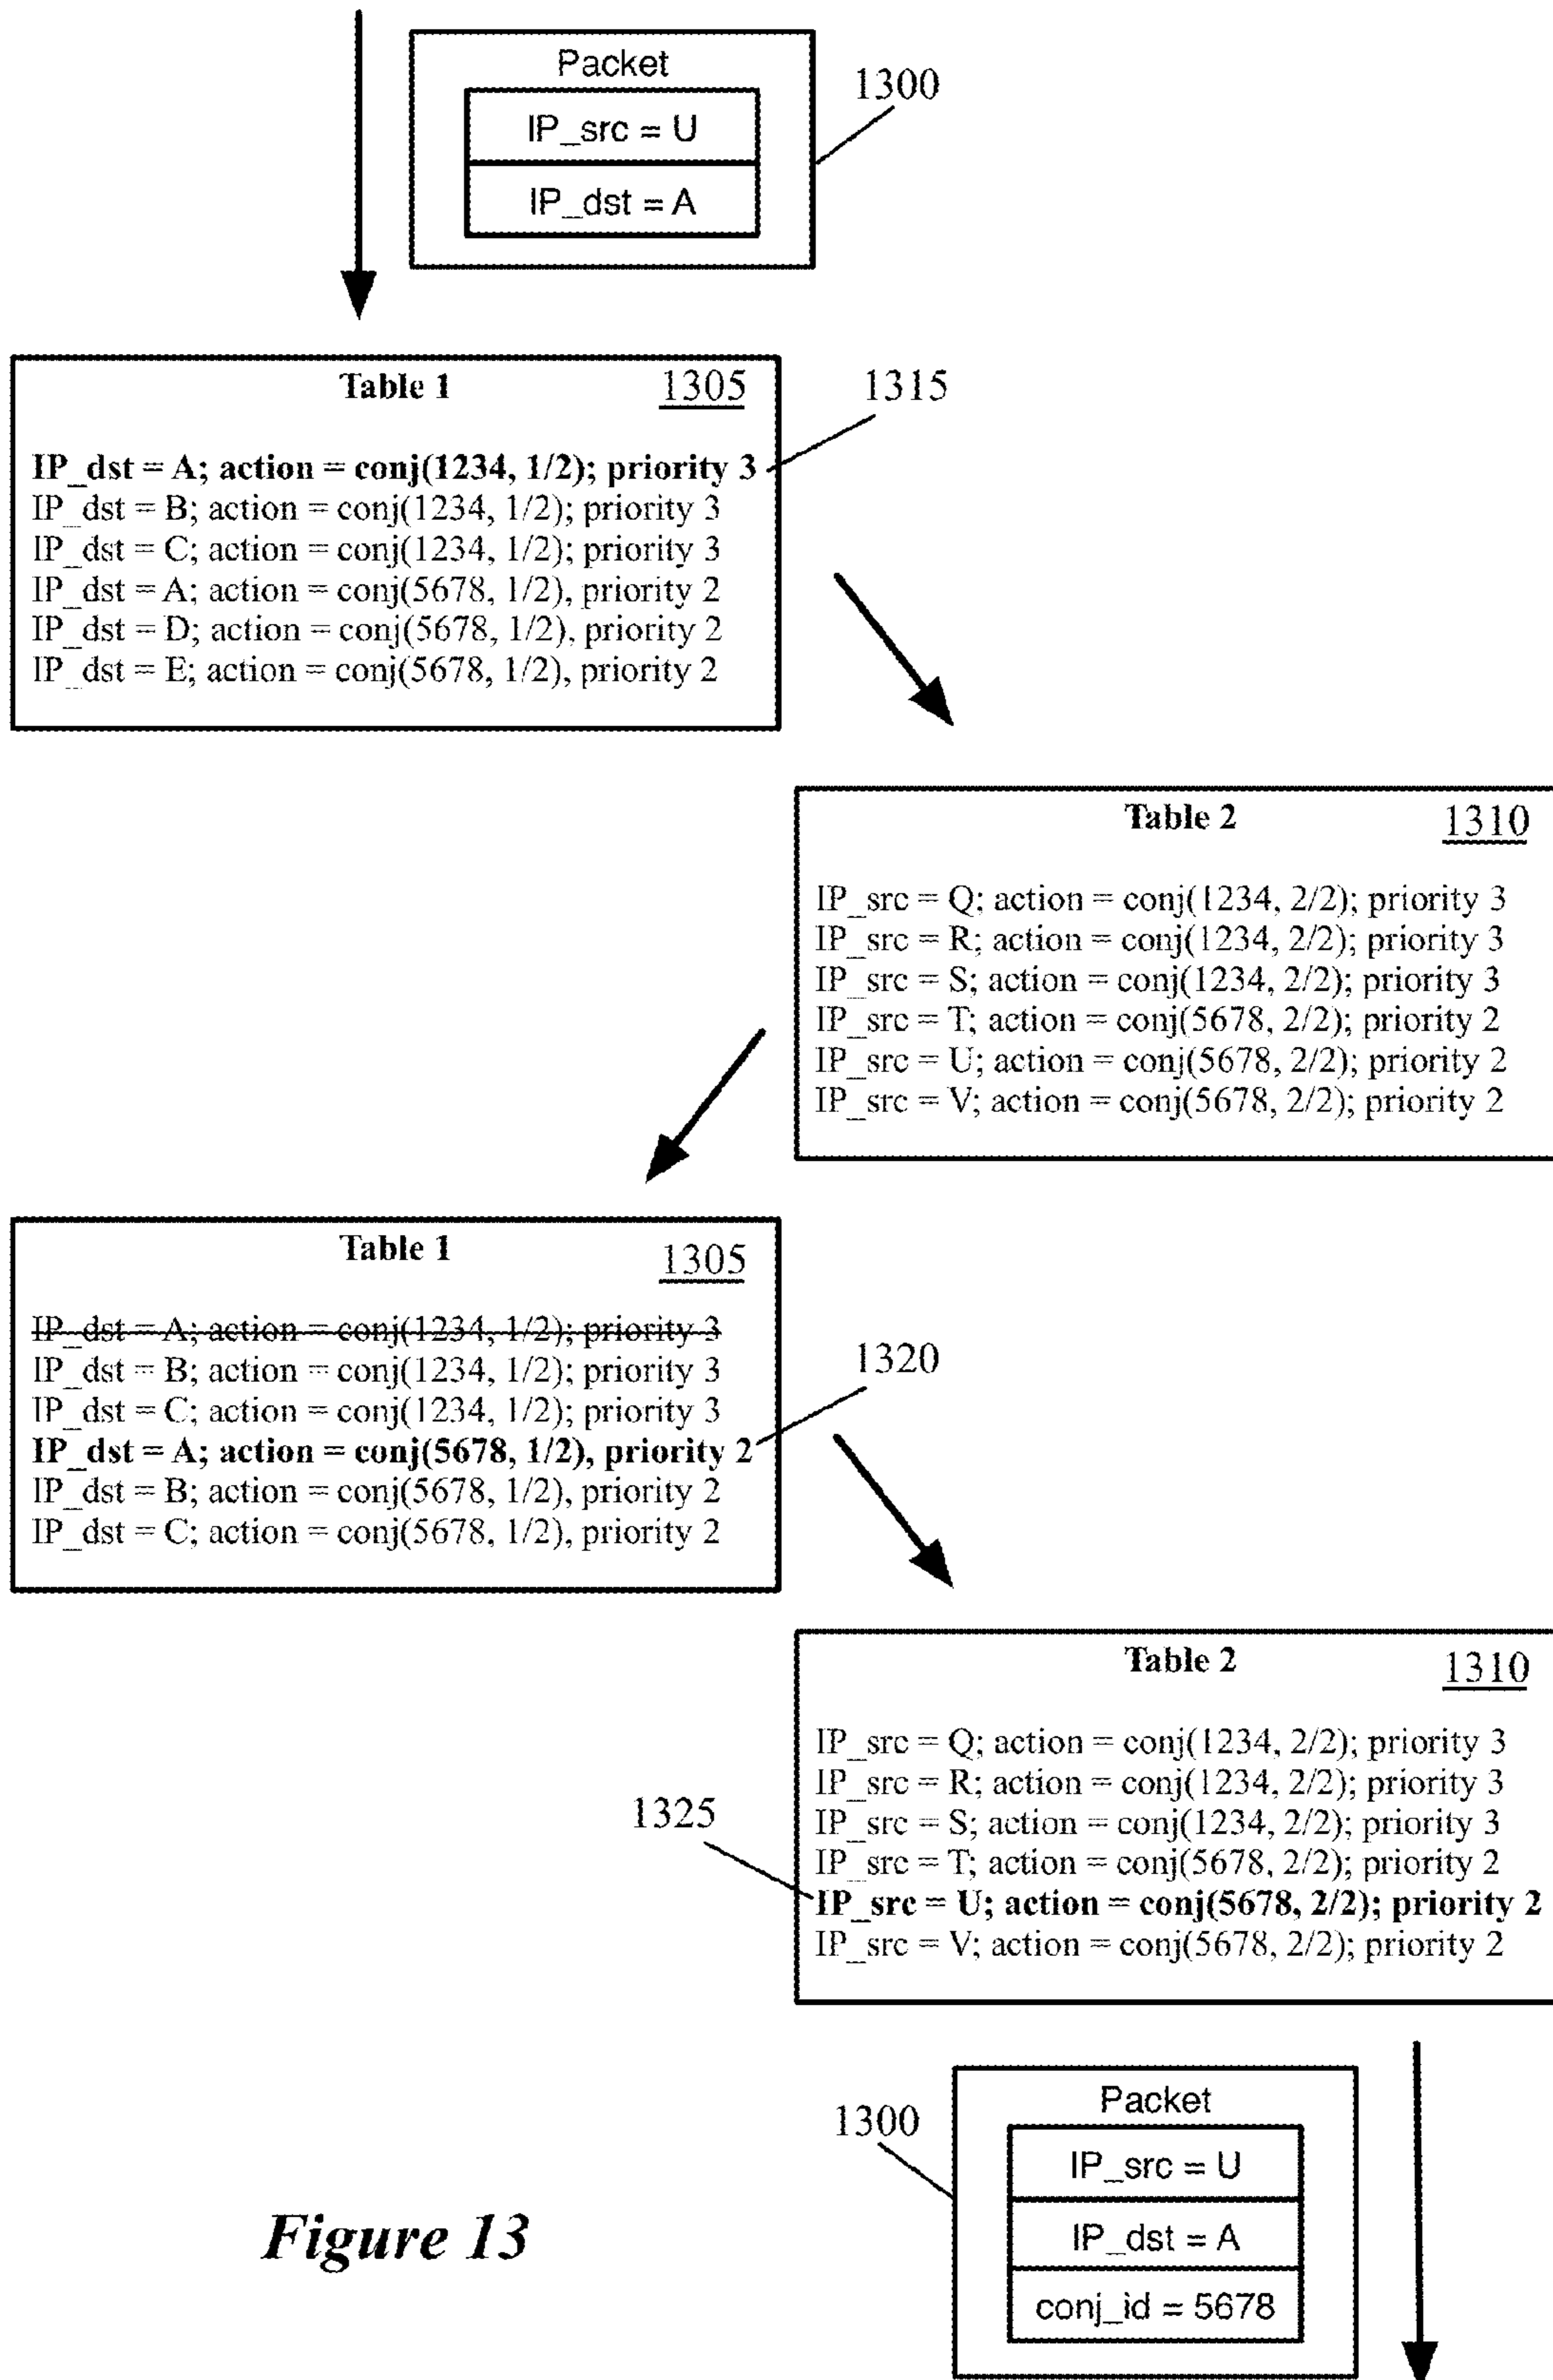 Packet
1300
IP_src = U
IP_dst = A
Table 1
1305
1315
IP_dst = A; action = conj(1234, 1/2); priority 3
IP_dst = B; action = conj(1234, 1/2); priority 3
IP_dst = C; action = conj(1234, 1/2); priority 3
IP_dst = A; action = conj(5678, 1/2), priority 2
IP_dst = D; action = conj(5678, 1/2), priority 2
IP_dst = E; action = conj(5678, 1/2), priority 2
Table 2
1310
IP_src = Q; action = conj(1234, 2/2); priority 3
IP_src = R; action = conj(1234, 2/2); priority 3
IP_src = S; action = conj(1234, 2/2); priority 3
IP_src = T; action = conj(5678, 2/2); priority 2
IP_src = U; action = conj(5678, 2/2); priority 2
IP_src = V; action = conj(5678, 2/2); priority 2
Table 1
1305
IP_dst = A; action = conj(1234, 1/2); priority 3
IP_dst = B; action = conj(1234, 1/2); priority 3
IP_dst = C; action = conj(1234, 1/2); priority 3
IP_dst = A; action = conj(5678, 1/2), priority 2
IP_dst = B; action = conj(5678, 1/2), priority 2
IP_dst = C; action = conj(5678, 1/2), priority 2
1320
Table 2
1310
IP_src = Q; action = conj(1234, 2/2); priority 3
IP_src = R; action = conj(1234, 2/2); priority 3
IP_src = S; action = conj(1234, 2/2); priority 3
IP_src = T; action = conj(5678, 2/2); priority 2
IP_src = U; action = conj(5678, 2/2); priority 2
IP_src = V; action = conj(5678, 2/2); priority 2
1325
Packet
1300
IP_src = U
IP_dst = A
conj_id = 5678
Figure 13